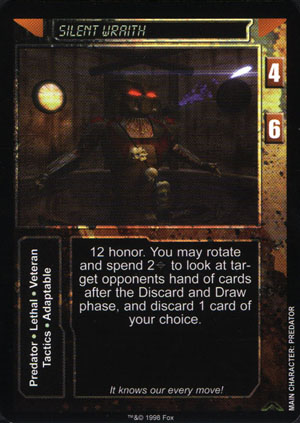 SILENT WRAITH
4
6
Predator • Lethal • Veteran
Tactics • Adaptable
12 honor. You may rotate
and spend 2 to look at tar-
get opponents hand of cards
after the Discard and Draw
phase, and discard 1 card of
your choice.
It knows our every move!
MAIN CHARACTER: PREDATOR
™&© 1998 Fox